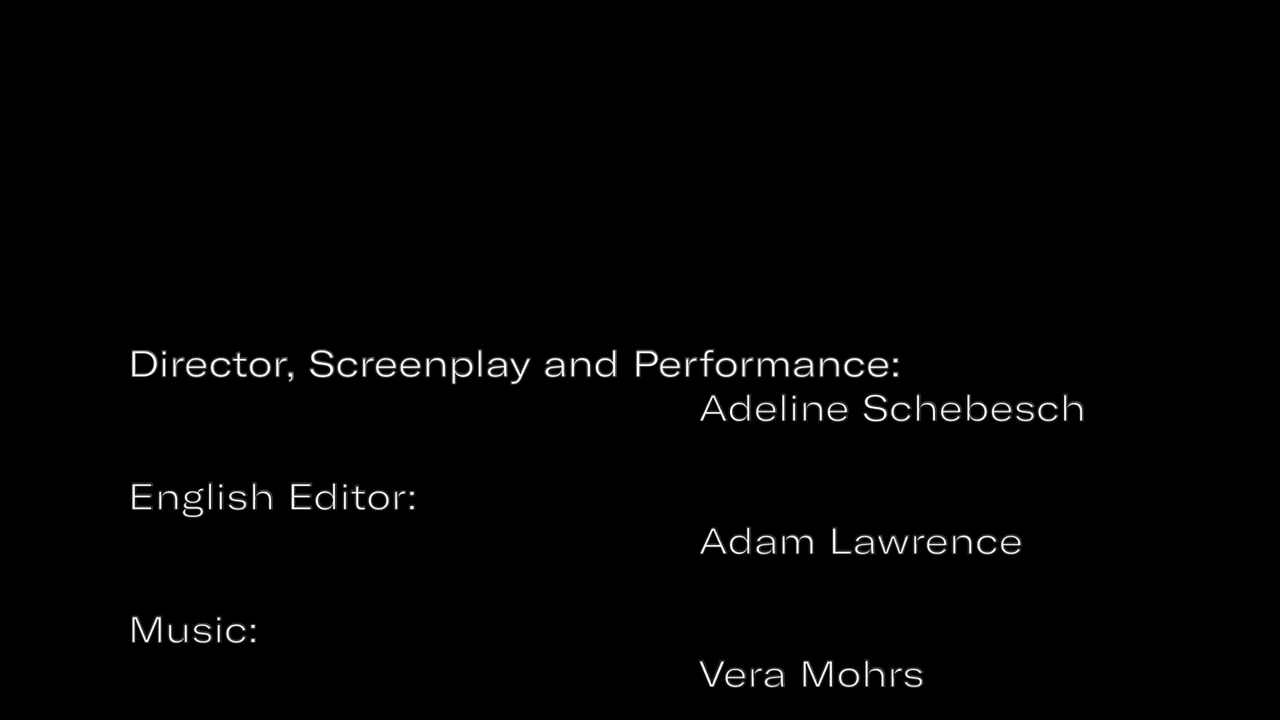 Director, Screenplay and Performance:
Adeline Schebesch
English Editor:
Adam Lawrence
Music:
Vera Mohrs